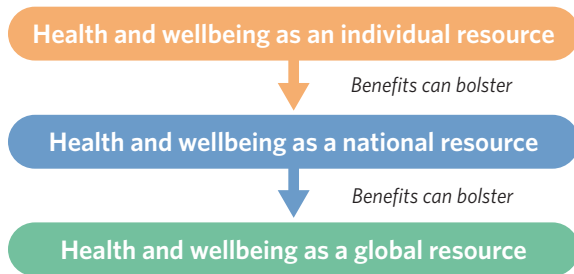 Health and wellbeing as an individual resource
Benefits can bolster
Health and wellbeing as a national resource
Benefits can bolster
Health and wellbeing as a global resource